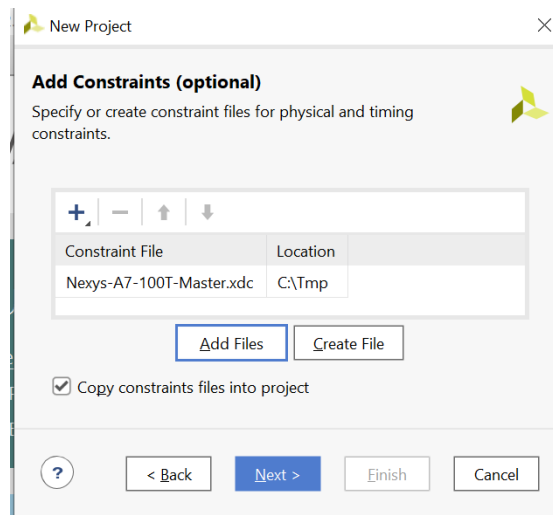 New Project
Add Constraints (optional)
Specify or create constraint files for physical and timing
constraints.
Constraint File Location
Nexys-A7-100T-Master.xdc C:\Tmp
Add Files Create File
Copy constraints files into project
? < Back Next > Finish Cancel